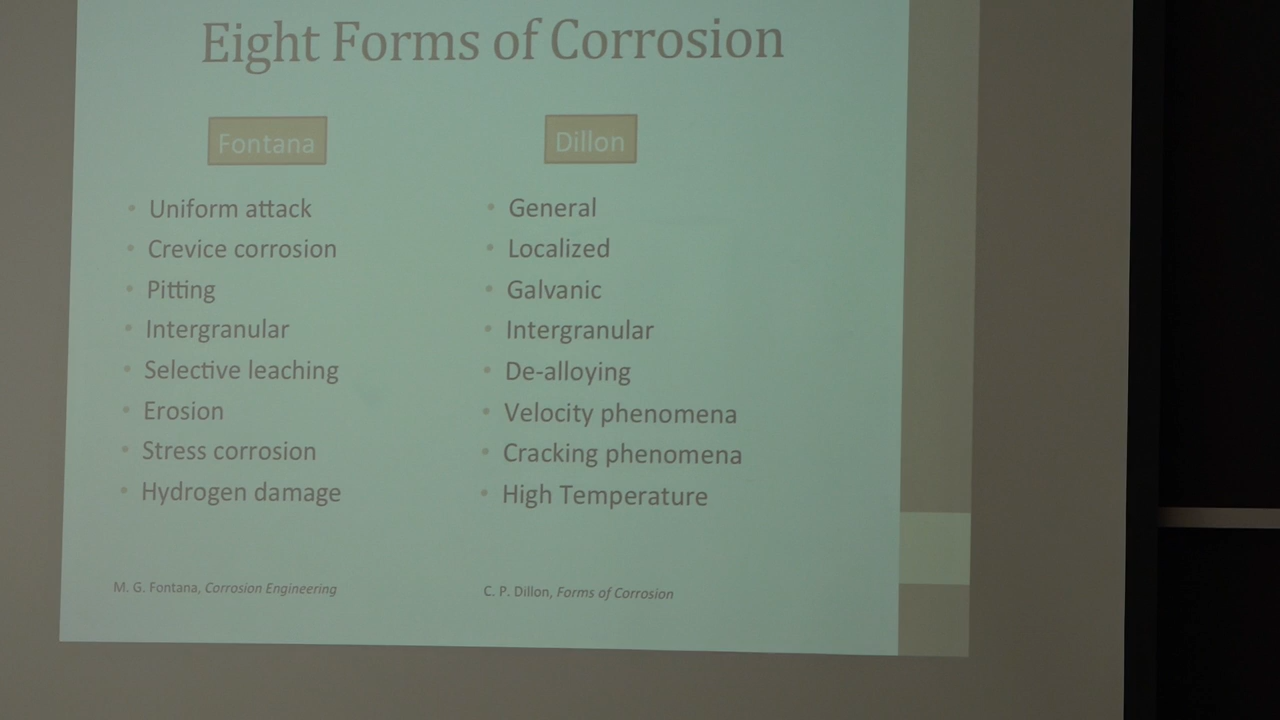 Eight Forms of Corrosion
Fontana
• Uniform attack
• Crevice corrosion
• Pitting
• Intergranular
• Selective leaching
• Erosion
• Stress corrosion
• Hydrogen damage
M. G. Fontana, Corrosion Engineering
Dillon
• General
• Localized
• Galvanic
• Intergranular
• De-alloying
• Velocity phenomena
• Cracking phenomena
• High Temperature
C. P. Dillon, Forms of Corrosion